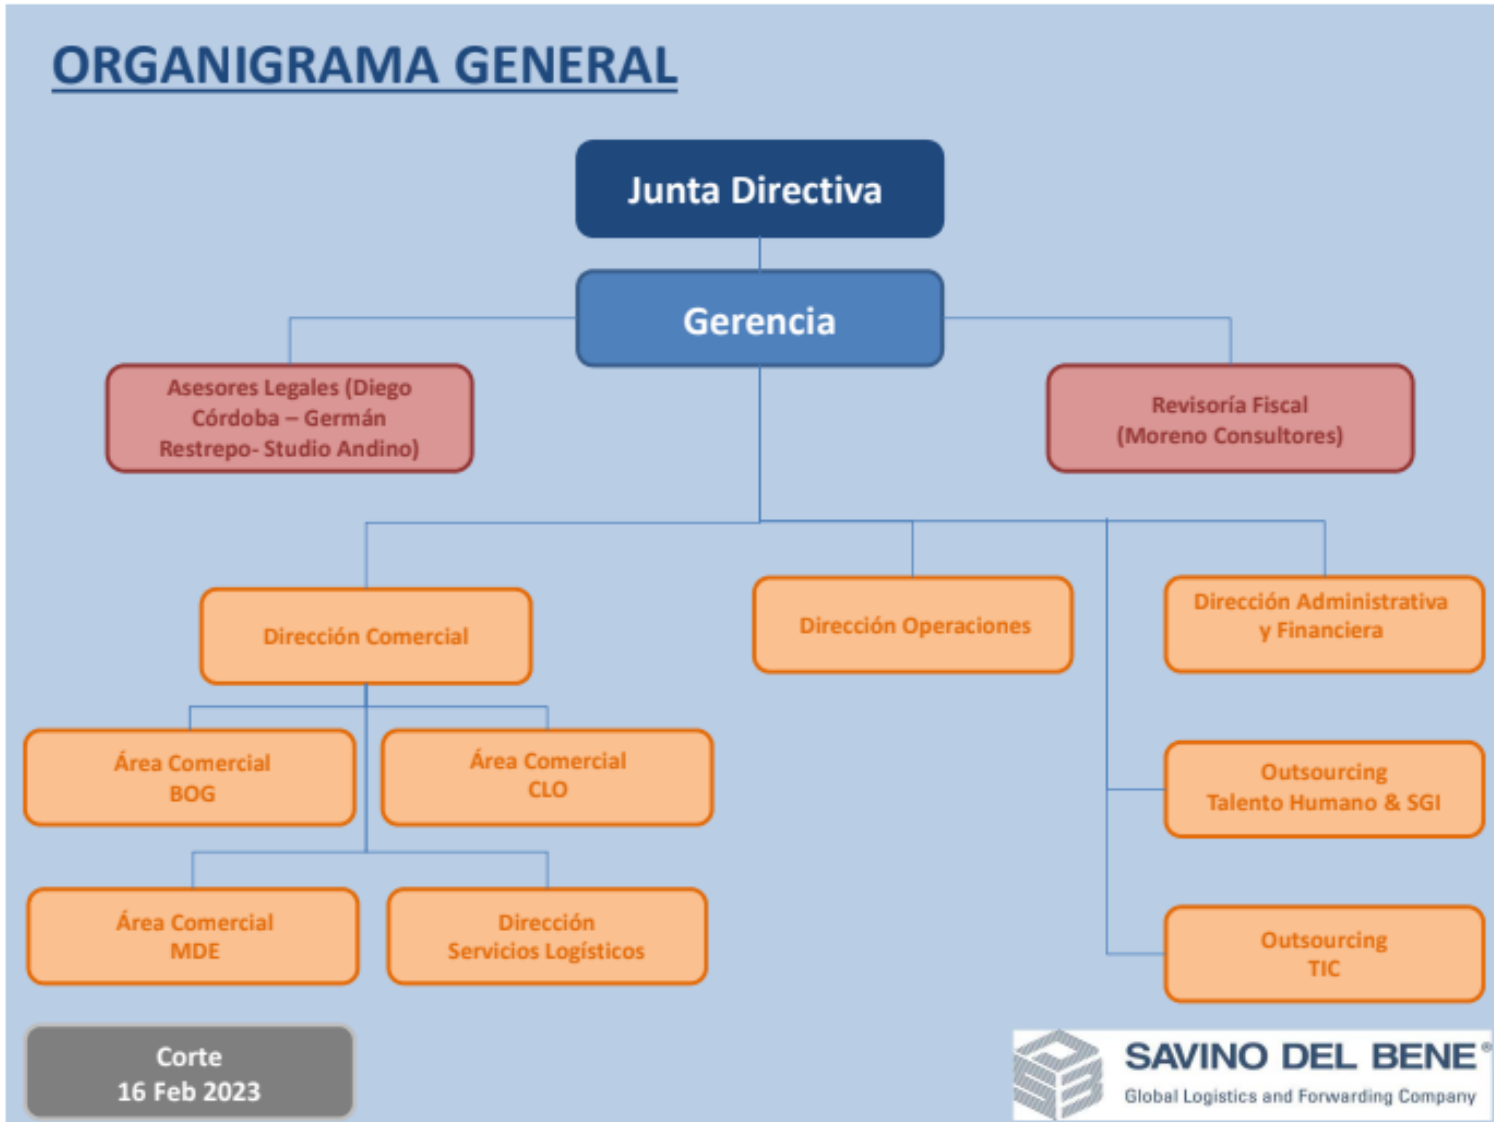 ORGANIGRAMA GENERAL
Junta Directiva
Gerencia
Asesores Legales (Diego
Córdoba – Germán
Restrepo- Studio Andino)
Revisoría Fiscal
(Moreno Consultores)
Dirección Comercial
Dirección Operaciones
Dirección Administrativa
y Financiera
Área Comercial
BOG
Área Comercial
CLO
Outsourcing
Talento Humano & SGI
Área Comercial
MDE
Dirección
Servicios Logísticos
Outsourcing
TIC
Corte
16 Feb 2023
SAVINO DEL BENE®
Global Logistics and Forwarding Company